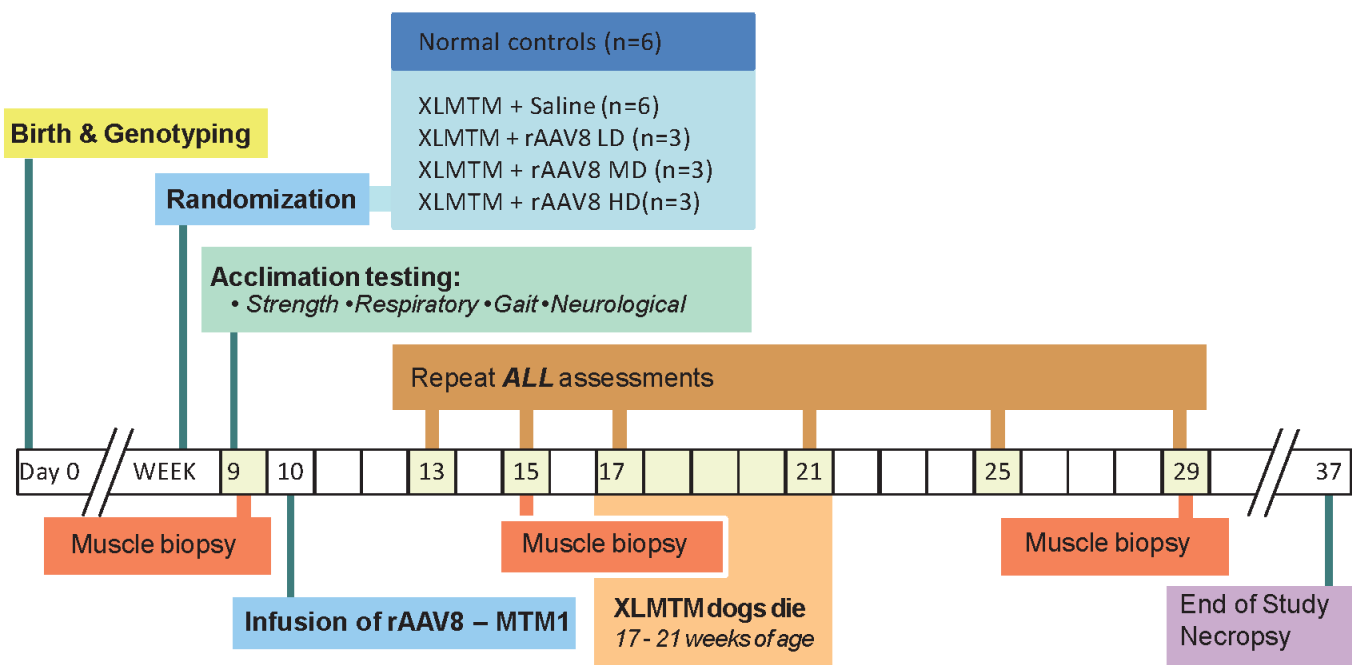 Normal controls (n=6)
XLMTM + Saline (n=6)
XLMTM + rAAV8 LD (n=3)
XLMTM + rAAV8 MD (n=3)
XLMTM + rAAV8 HD(n=3)
Birth & Genotyping
Randomization
Acclimation testing:
• Strength •Respiratory •Gait•Neurological
Repeat ALL assessments
Day 0 WEEK 9 10 13 15 17 21 25 29 37
Muscle biopsy Muscle biopsy Muscle biopsy
Infusion of rAAV8 – MTM1
XLMTM dogs die
17 - 21 weeks of age
End of Study
Necropsy